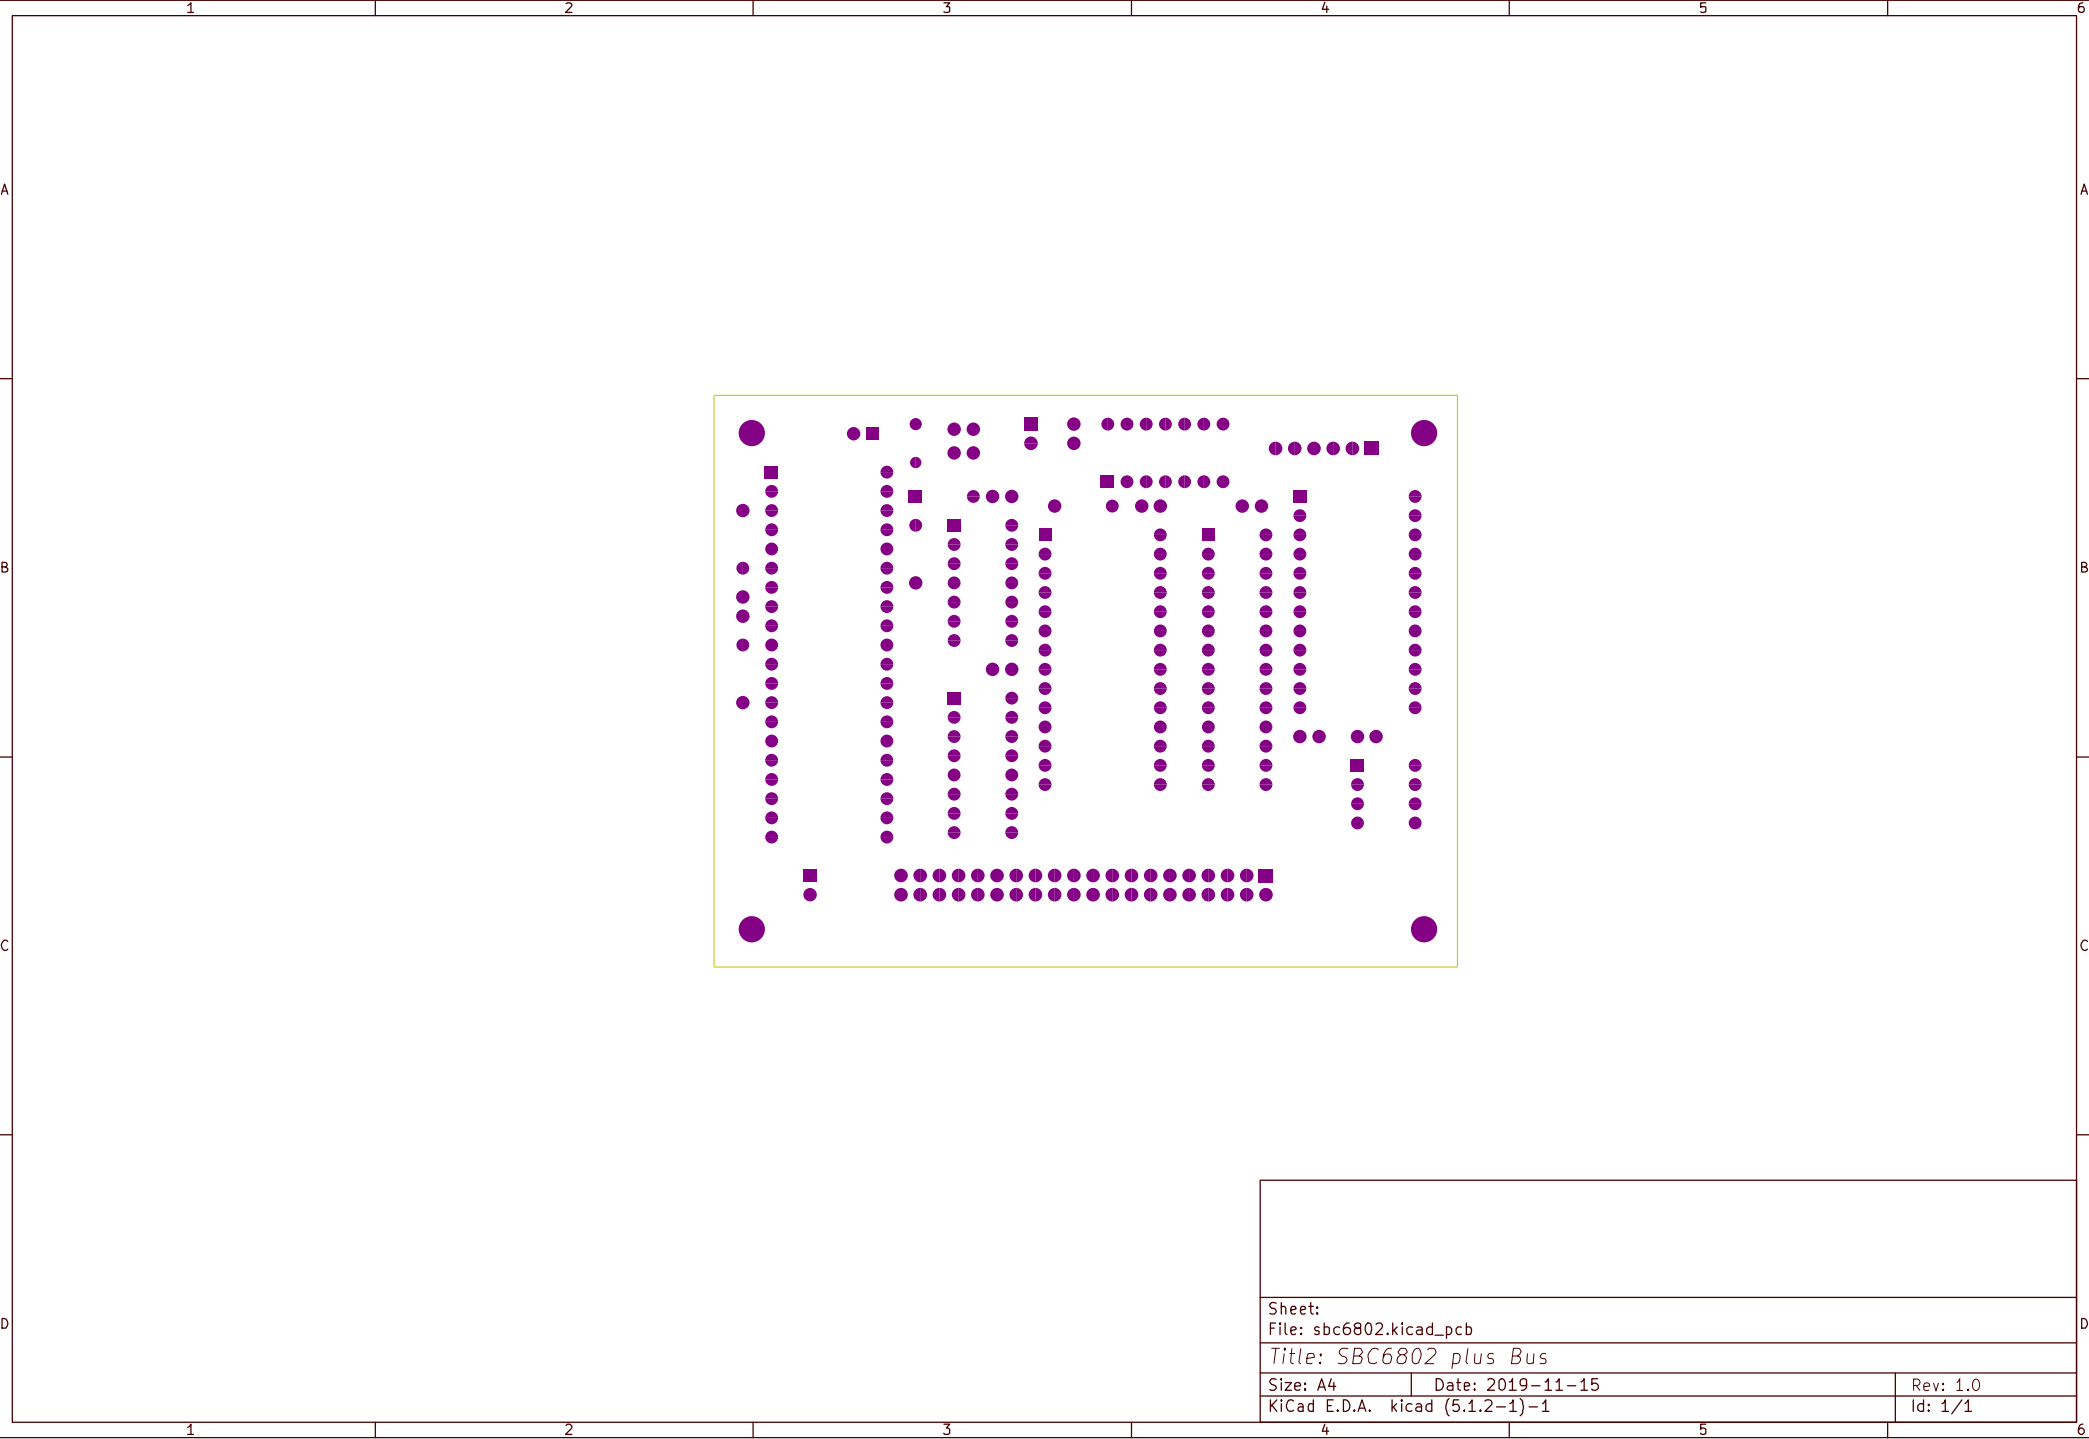 1 2 3 4 5 6
A A
B B
C C
D D
Sheet:
File: sbc6802.kicad_pcb
Title: SBC6802 plus Bus
Size: A4 Date: 2019-11-15 Rev: 1.0
KiCad E.D.A. kicad (5.1.2-1)-1 Id: 1/1
1 2 3 4 5 6